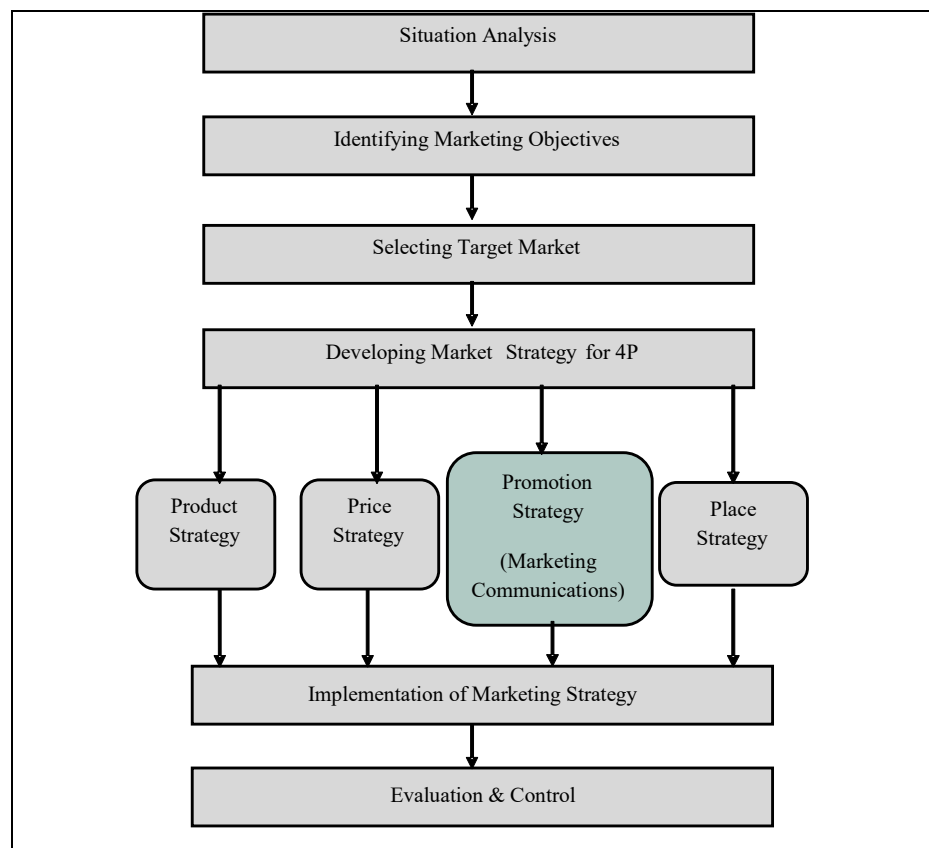 Situation Analysis
Identifying Marketing Objectives
Selecting Target Market
Developing Market Strategy for 4P
Product
Strategy
Price
Strategy
Promotion
Strategy
(Marketing
Communications)
Place
Strategy
Implementation of Marketing Strategy
Evaluation & Control